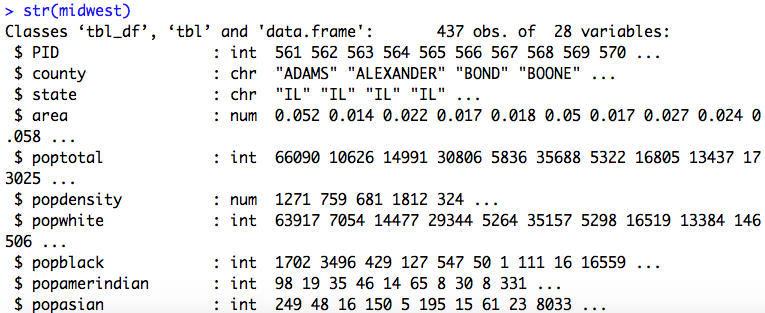 > str(midwest)
Classes ‘tbl_df’, ‘tbl’ and 'data.frame':	437 obs. of  28 variables:
 $ PID                 : int  561 562 563 564 565 566 567 568 569 570 ...
 $ county              : chr  "ADAMS" "ALEXANDER" "BOND" "BOONE" ...
 $ state               : chr  "IL" "IL" "IL" "IL" ...
 $ area                : num  0.052 0.014 0.022 0.017 0.018 0.05 0.017 0.027 0.024 0
.058 ...
 $ poptotal            : int  66090 10626 14991 30806 5836 35688 5322 16805 13437 17
3025 ...
 $ popdensity          : num  1271 759 681 1812 324 ...
 $ popwhite            : int  63917 7054 14477 29344 5264 35157 5298 16519 13384 146
506 ...
 $ popblack            : int  1702 3496 429 127 547 50 1 111 16 16559 ...
 $ popamerindian       : int  98 19 35 46 14 65 8 30 8 331 ...
 $ popasian            : int  249 48 16 150 5 195 15 61 23 8033 ...